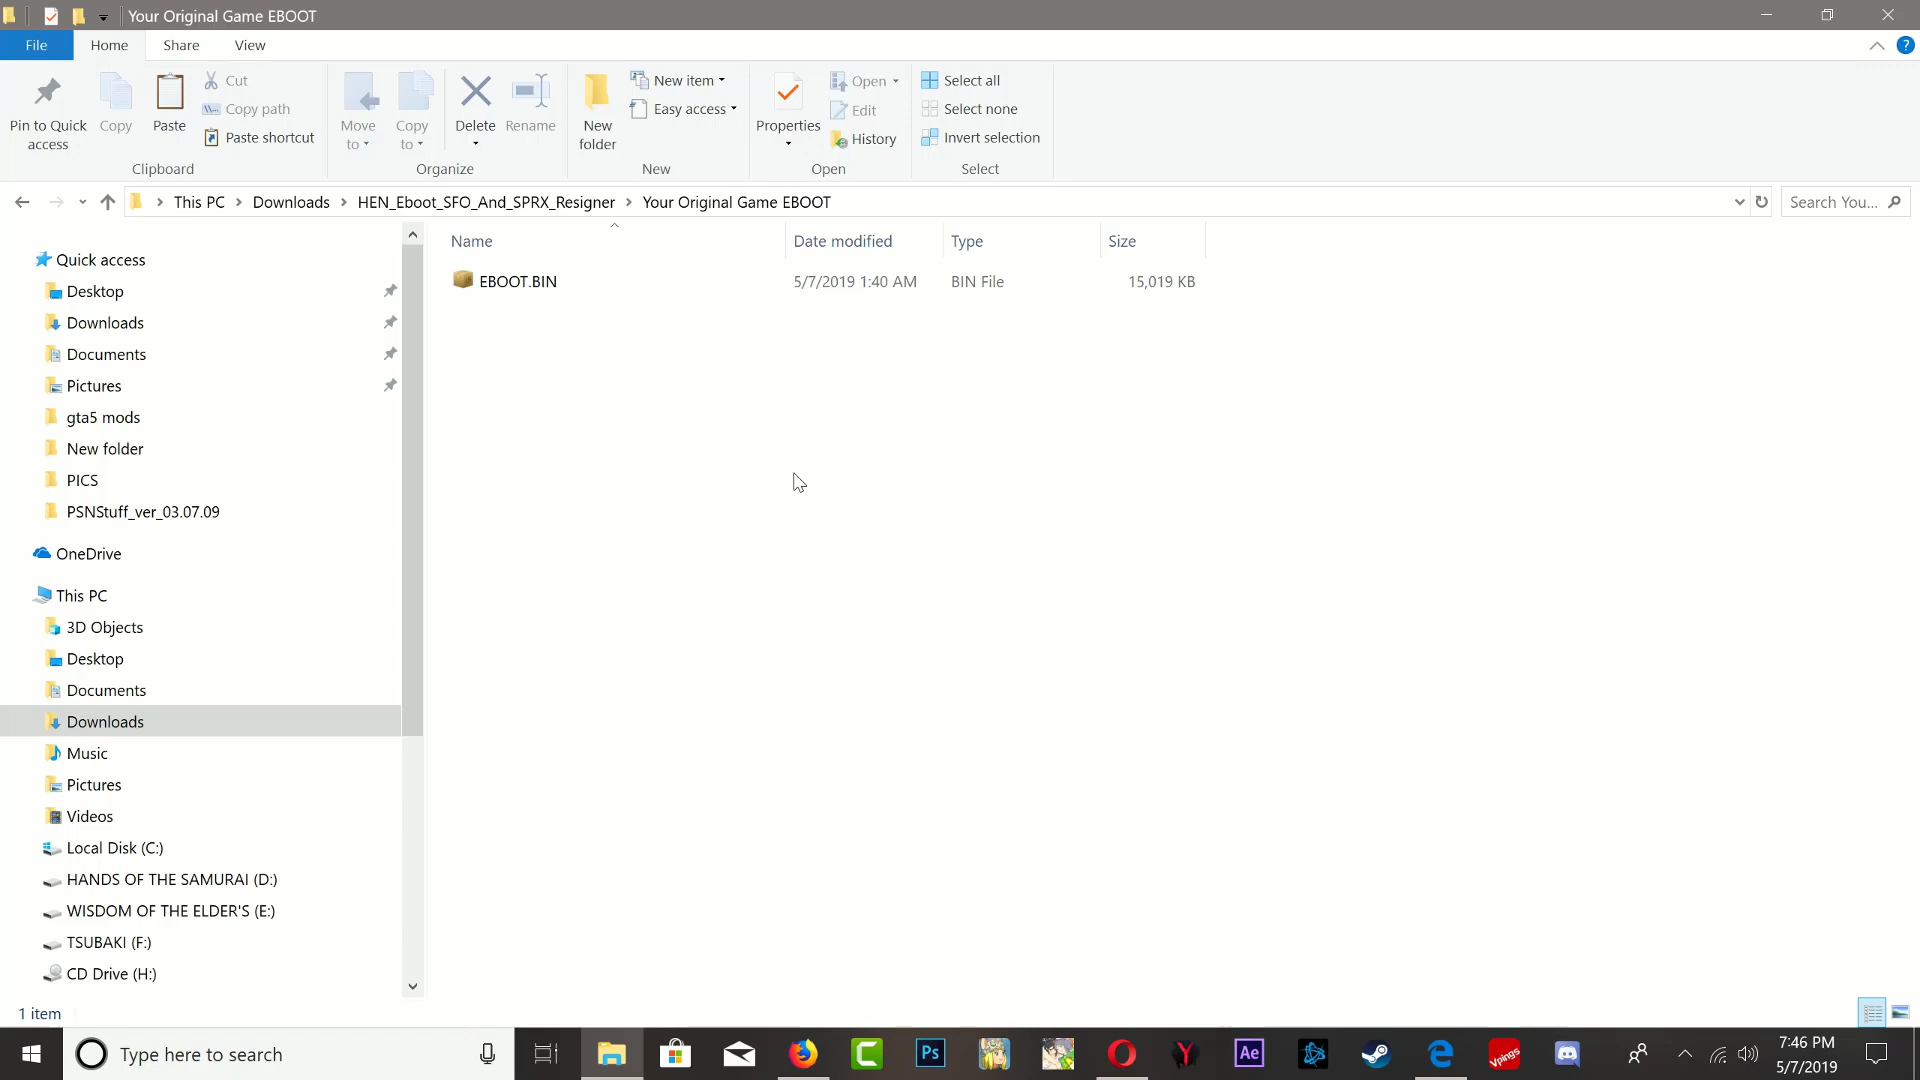 Your Original Game EBOOT
File Home Share View
Pin to Quick access
Copy
Paste
Cut
Copy path
Paste shortcut
Clipboard
Move to
Copy to
Delete
Rename
Organize
New folder
New item
Easy access
New
Properties
Open
Edit
History
Open
Select all
Select none
Invert selection
Select
This PC > Downloads > HEN_Eboot_SFO_And_SPRX_Resigner > Your Original Game EBOOT
Search You...
Name Date modified Type Size
EBOOT.BIN 5/7/2019 1:40 AM BIN File 15,019 KB
Quick access
Desktop
Downloads
Documents
Pictures
gta5 mods
New folder
PICS
PSNStuff_ver_03.07.09
OneDrive
This PC
3D Objects
Desktop
Documents
Downloads
Music
Pictures
Videos
Local Disk (C:)
HANDS OF THE SAMURAI (D:)
WISDOM OF THE ELDER'S (E:)
TSUBAKI (F:)
CD Drive (H:)
1 item
Type here to search
Ps
Ae
Vpings
7:46 PM
5/7/2019